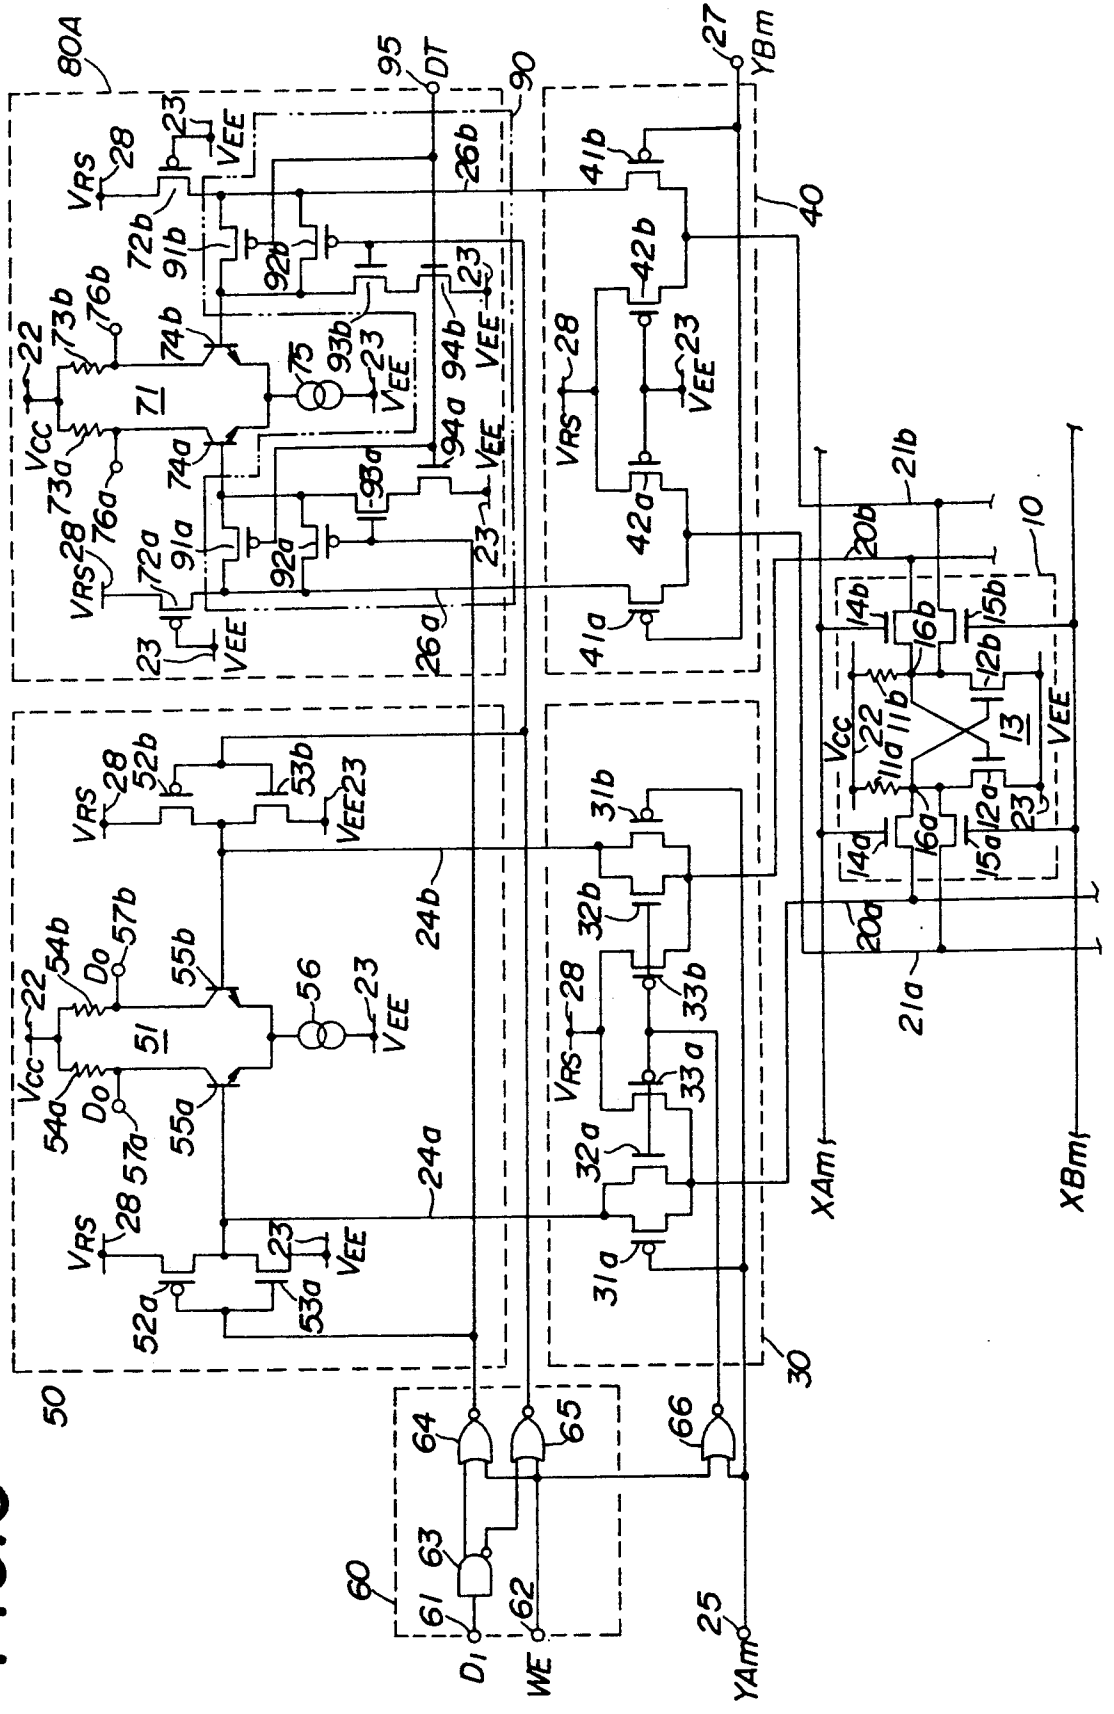 50
VRS
28
52a
53a
23
VEE
57a
Do
54a
VCC
22
54b
Do
57b
51
55a
55b
56
23
VEE
24a
24b
VRS
28
52b
53b
VEE
23
80A
VRS
28
72a
23
VEE
26a
91a
92a
93a
94a
23
VEE
76a
73a
VCC
22
73b
76b
71
74a
74b
75
23
VEE
93b
94b
VEE
23
91b
92b
72b
VRS
28
23
VEE
26b
95
DT
90
60
D1
61
63
64
65
WE
62
66
YAm
25
30
31a
32a
33a
VRS
28
33b
32b
31b
40
41a
42a
VRS
28
23
VEE
42b
41b
27
YBm
XAm
XBm
20a
21a
20b
21b
10
14a
15a
16a
11a
12a
VCC
22
11b
12b
13
23
VEE
16b
14b
15b